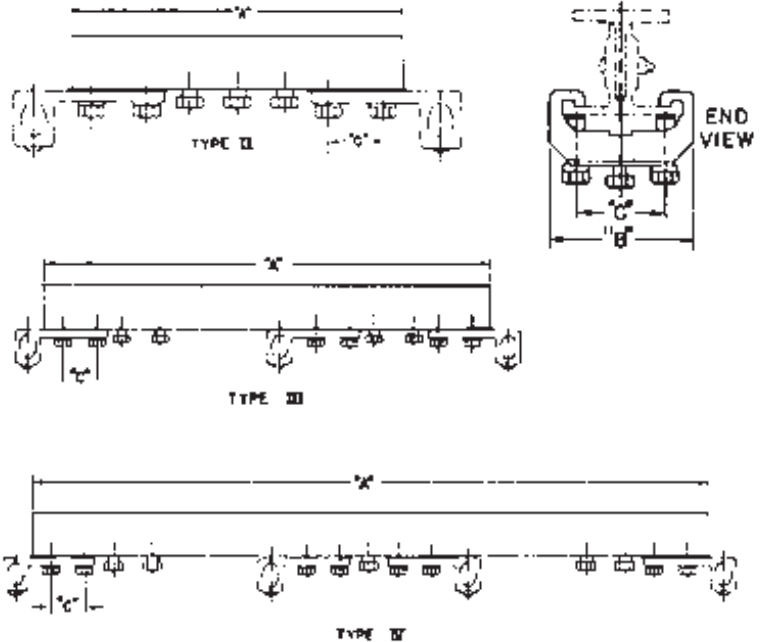 "A"
TYPE II
"C"
END
VIEW
"C"
"B"
"A"
"C"
TYPE III
"A"
"C"
TYPE IV